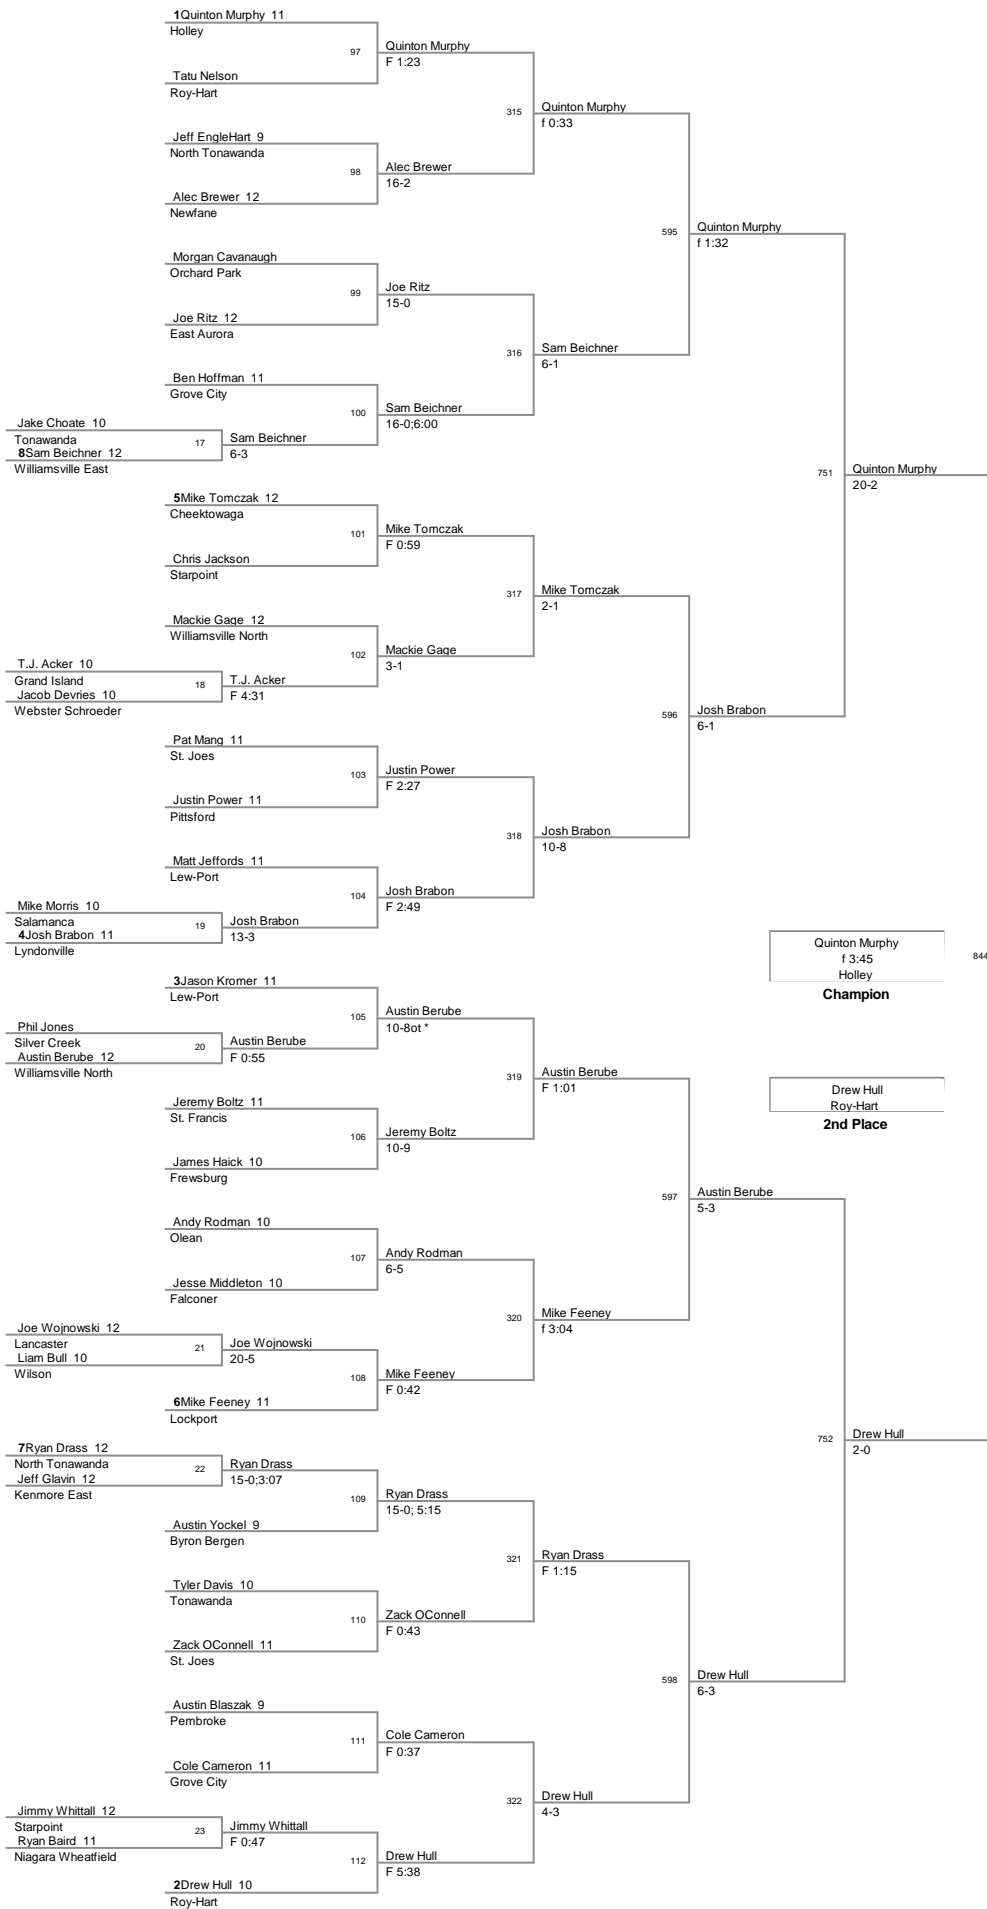 1Quinton Murphy 11
Holley
97
Quinton Murphy
F 1:23
Tatu Nelson
Roy-Hart
315
Quinton Murphy
f 0:33
Jeff EngleHart 9
North Tonawanda
98
Alec Brewer
16-2
Alec Brewer 12
Newfane
595
Quinton Murphy
f 1:32
Morgan Cavanaugh
Orchard Park
99
Joe Ritz
15-0
Joe Ritz 12
East Aurora
316
Sam Beichner
6-1
Ben Hoffman 11
Grove City
100
Sam Beichner
16-0;6:00
Jake Choate 10
Tonawanda
17
Sam Beichner
6-3
8Sam Beichner 12
Williamsville East
751
Quinton Murphy
20-2
5Mike Tomczak 12
Cheektowaga
101
Mike Tomczak
F 0:59
Chris Jackson
Starpoint
317
Mike Tomczak
2-1
Mackie Gage 12
Williamsville North
102
Mackie Gage
3-1
T.J. Acker 10
Grand Island
18
T.J. Acker
F 4:31
Jacob Devries 10
Webster Schroeder
596
Josh Brabon
6-1
Pat Mang 11
St. Joes
103
Justin Power
F 2:27
Justin Power 11
Pittsford
318
Josh Brabon
10-8
Matt Jeffords 11
Lew-Port
104
Josh Brabon
F 2:49
Mike Morris 10
Salamanca
19
Josh Brabon
13-3
4Josh Brabon 11
Lyndonville
Quinton Murphy
f 3:45
Holley
Champion
844
3Jason Kromer 11
Lew-Port
105
Austin Berube
10-8ot *
Phil Jones
Silver Creek
20
Austin Berube
F 0:55
Austin Berube 12
Williamsville North
319
Austin Berube
F 1:01
Drew Hull
Roy-Hart
2nd Place
Jeremy Boltz 11
St. Francis
106
Jeremy Boltz
10-9
James Haick 10
Frewsburg
597
Austin Berube
5-3
Andy Rodman 10
Olean
107
Andy Rodman
6-5
Jesse Middleton 10
Falconer
320
Mike Feeney
f 3:04
Joe Wojnowski 12
Lancaster
21
Joe Wojnowski
20-5
Liam Bull 10
Wilson
108
Mike Feeney
F 0:42
6Mike Feeney 11
Lockport
752
Drew Hull
2-0
7Ryan Drass 12
North Tonawanda
22
Ryan Drass
15-0;3:07
Jeff Glavin 12
Kenmore East
109
Ryan Drass
15-0; 5:15
Austin Yockel 9
Byron Bergen
321
Ryan Drass
F 1:15
Tyler Davis 10
Tonawanda
110
Zack OConnell
F 0:43
Zack OConnell 11
St. Joes
598
Drew Hull
6-3
Austin Blaszak 9
Pembroke
111
Cole Cameron
F 0:37
Cole Cameron 11
Grove City
322
Drew Hull
4-3
Jimmy Whittall 12
Starpoint
23
Jimmy Whittall
F 0:47
Ryan Baird 11
Niagara Wheatfield
112
Drew Hull
F 5:38
2Drew Hull 10
Roy-Hart